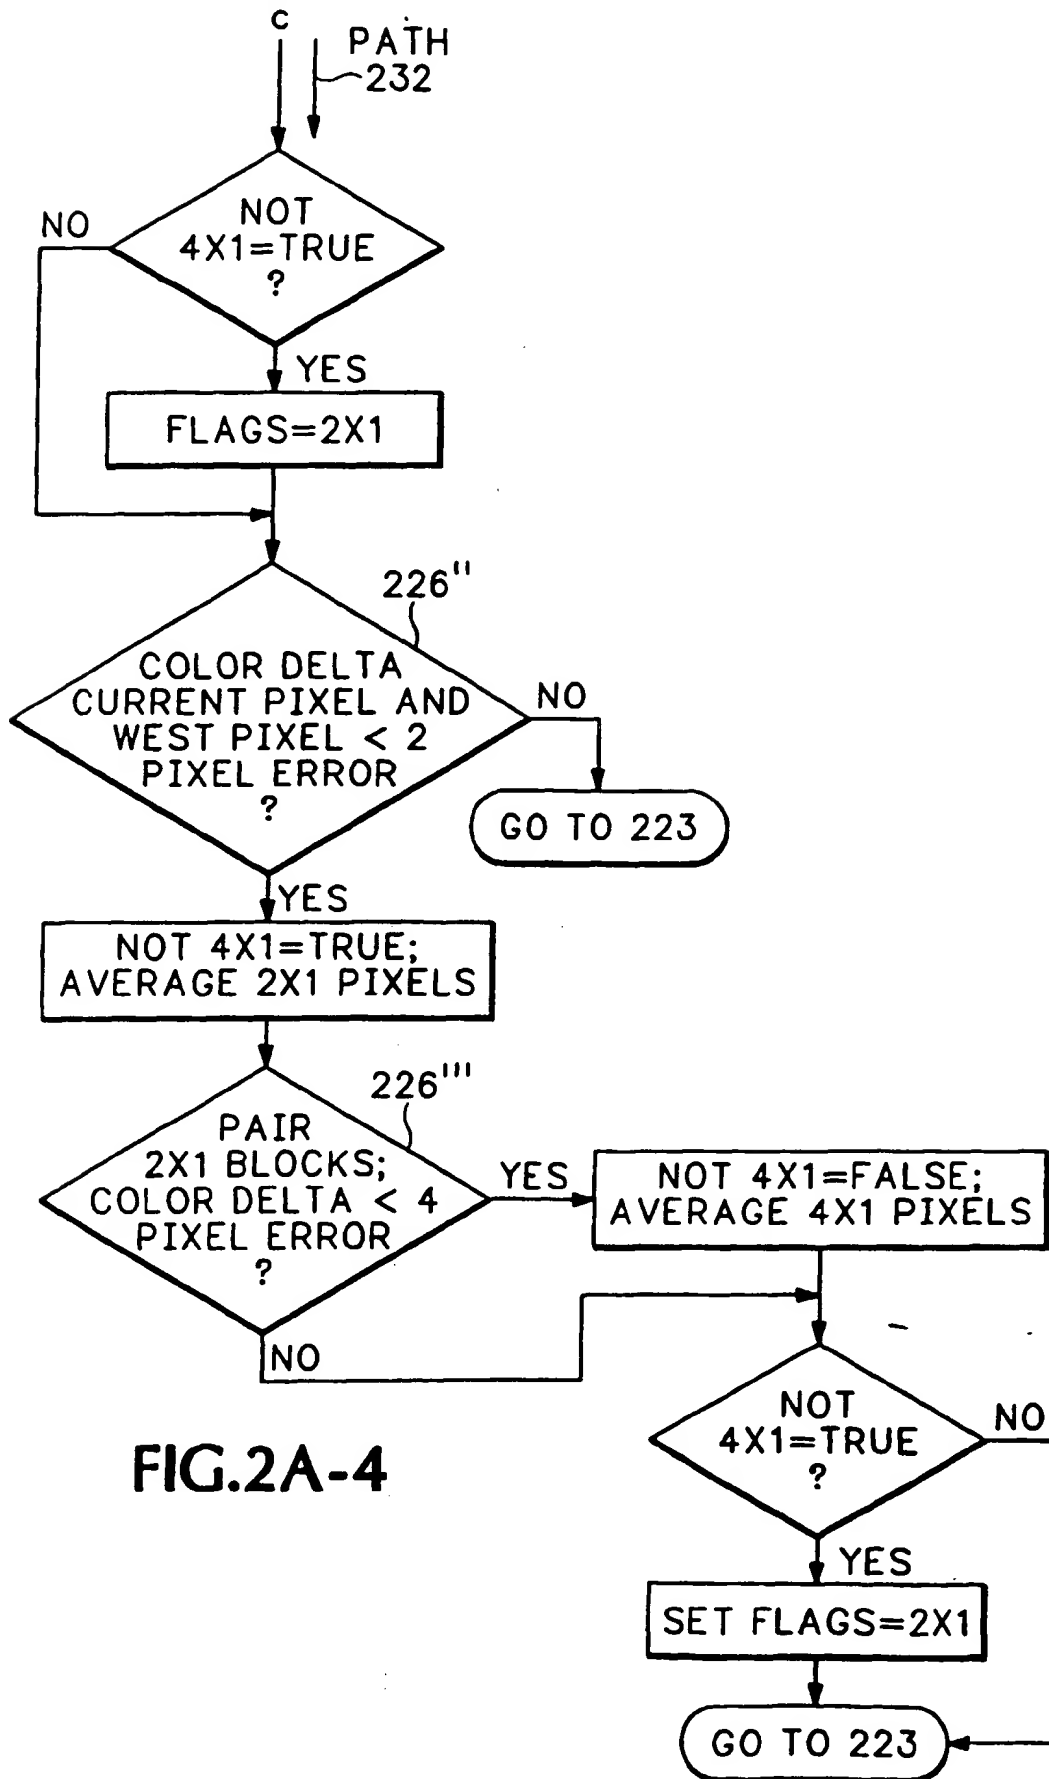 C
PATH
232
NOT
4X1=TRUE
?
NO
YES
FLAGS=2X1
226"
COLOR DELTA
CURRENT PIXEL AND
WEST PIXEL < 2
PIXEL ERROR
?
NO
GO TO 223
YES
NOT 4X1=TRUE;
AVERAGE 2X1 PIXELS
226'''
PAIR
2X1 BLOCKS;
COLOR DELTA < 4
PIXEL ERROR
?
YES
NOT 4X1=FALSE;
AVERAGE 4X1 PIXELS
NO
NOT
4X1=TRUE
?
NO
YES
SET FLAGS=2X1
GO TO 223
FIG.2A-4